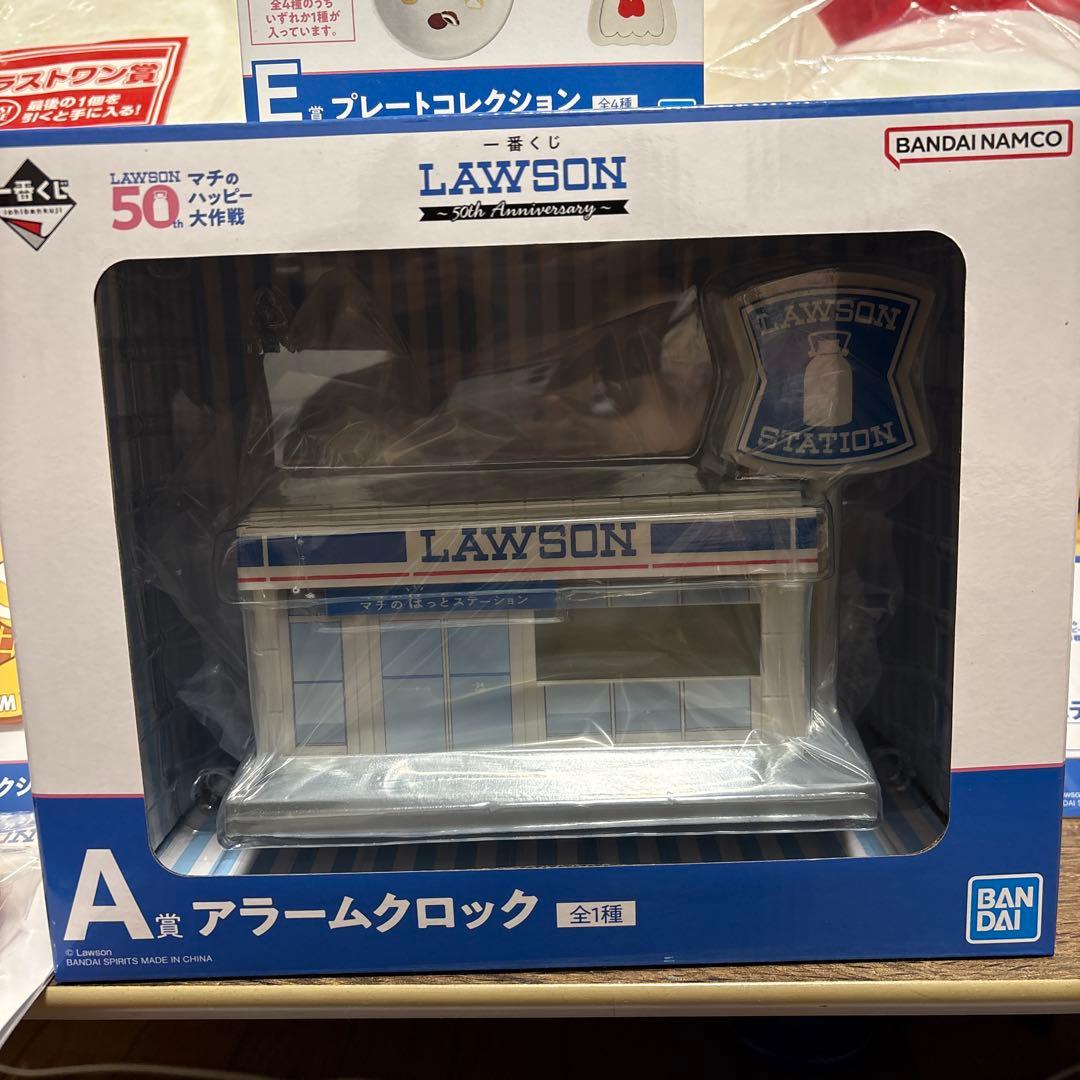 全4種のうち
いずれか1種が
入っています。
ラストワン賞
最後の1個を
引くと手に入る!
E賞 プレートコレクション 全4種
一番くじ
LAWSON
~50th Anniversary~
BANDAI NAMCO
一番くじ
ichibankuji
LAWSON
50th
マチの
ハッピー
大作戦
LAWSON
STATION
LAWSON
マチのほっとステーション
A賞 アラームクロック 全1種
© Lawson
BANDAI SPIRITS MADE IN CHINA
BAN
DAI